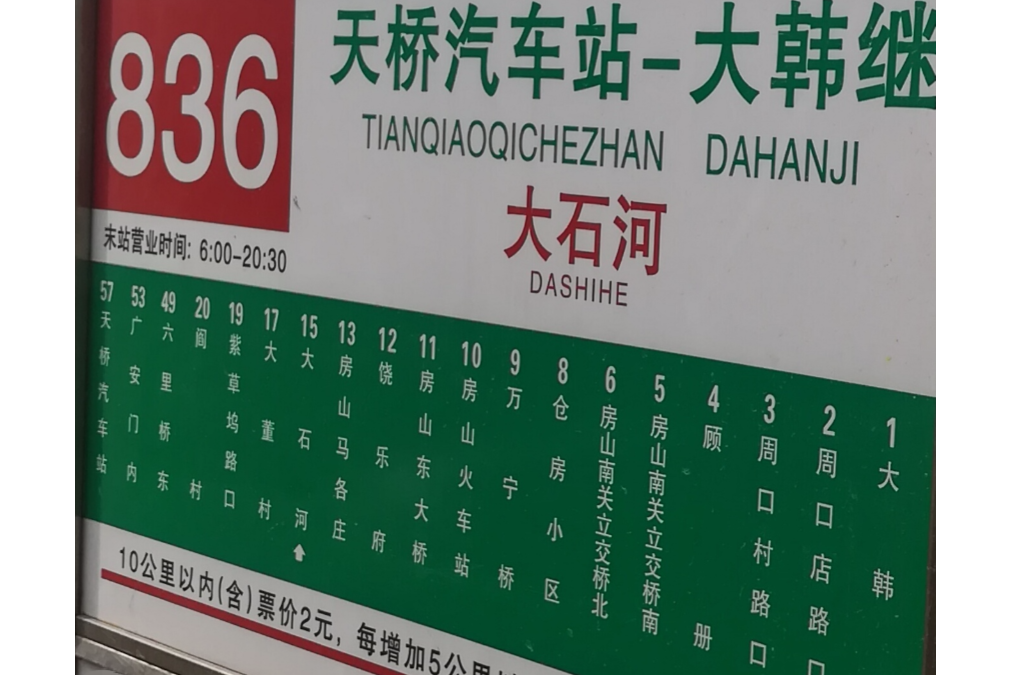 836
天桥汽车站－大韩继
TIANQIAOQICHEZHAN DAHANJI
大石河
DASHIHE
末站营业时间: 6:00-20:30
57 天桥汽车站
53 广安门内
49 六里桥东
20 阎村
19 紫草坞路口
17 大董村
15 大石河
13 房山马各庄
12 饶乐府
11 房山东大桥
10 房山火车站
9 万宁桥
8 仓房小区
6 房山南关立交桥北
5 房山南关立交桥南
4 顾册
3 周口村路口
2 周口店路口
1 大韩
10公里以内(含)票价2元, 每增加5公里